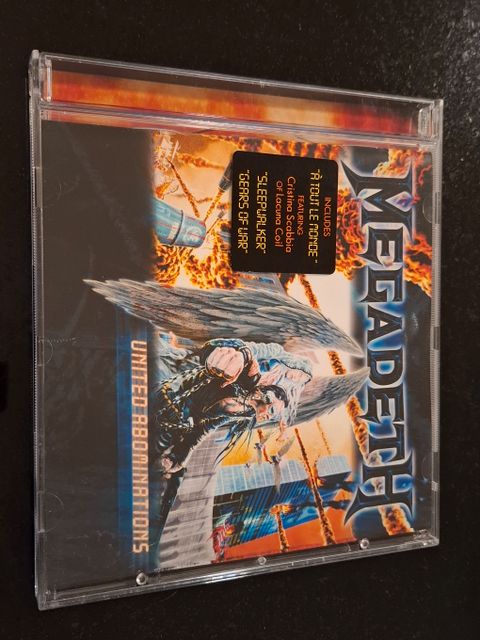 MEGADETH
INCLUDES
"À TOUT LE MONDE"
FEATURING
Cristina Scabbia
OF Lacuna Coil
"SLEEPWALKER"
"GEARS OF WAR"
UNITED ABOMINATIONS